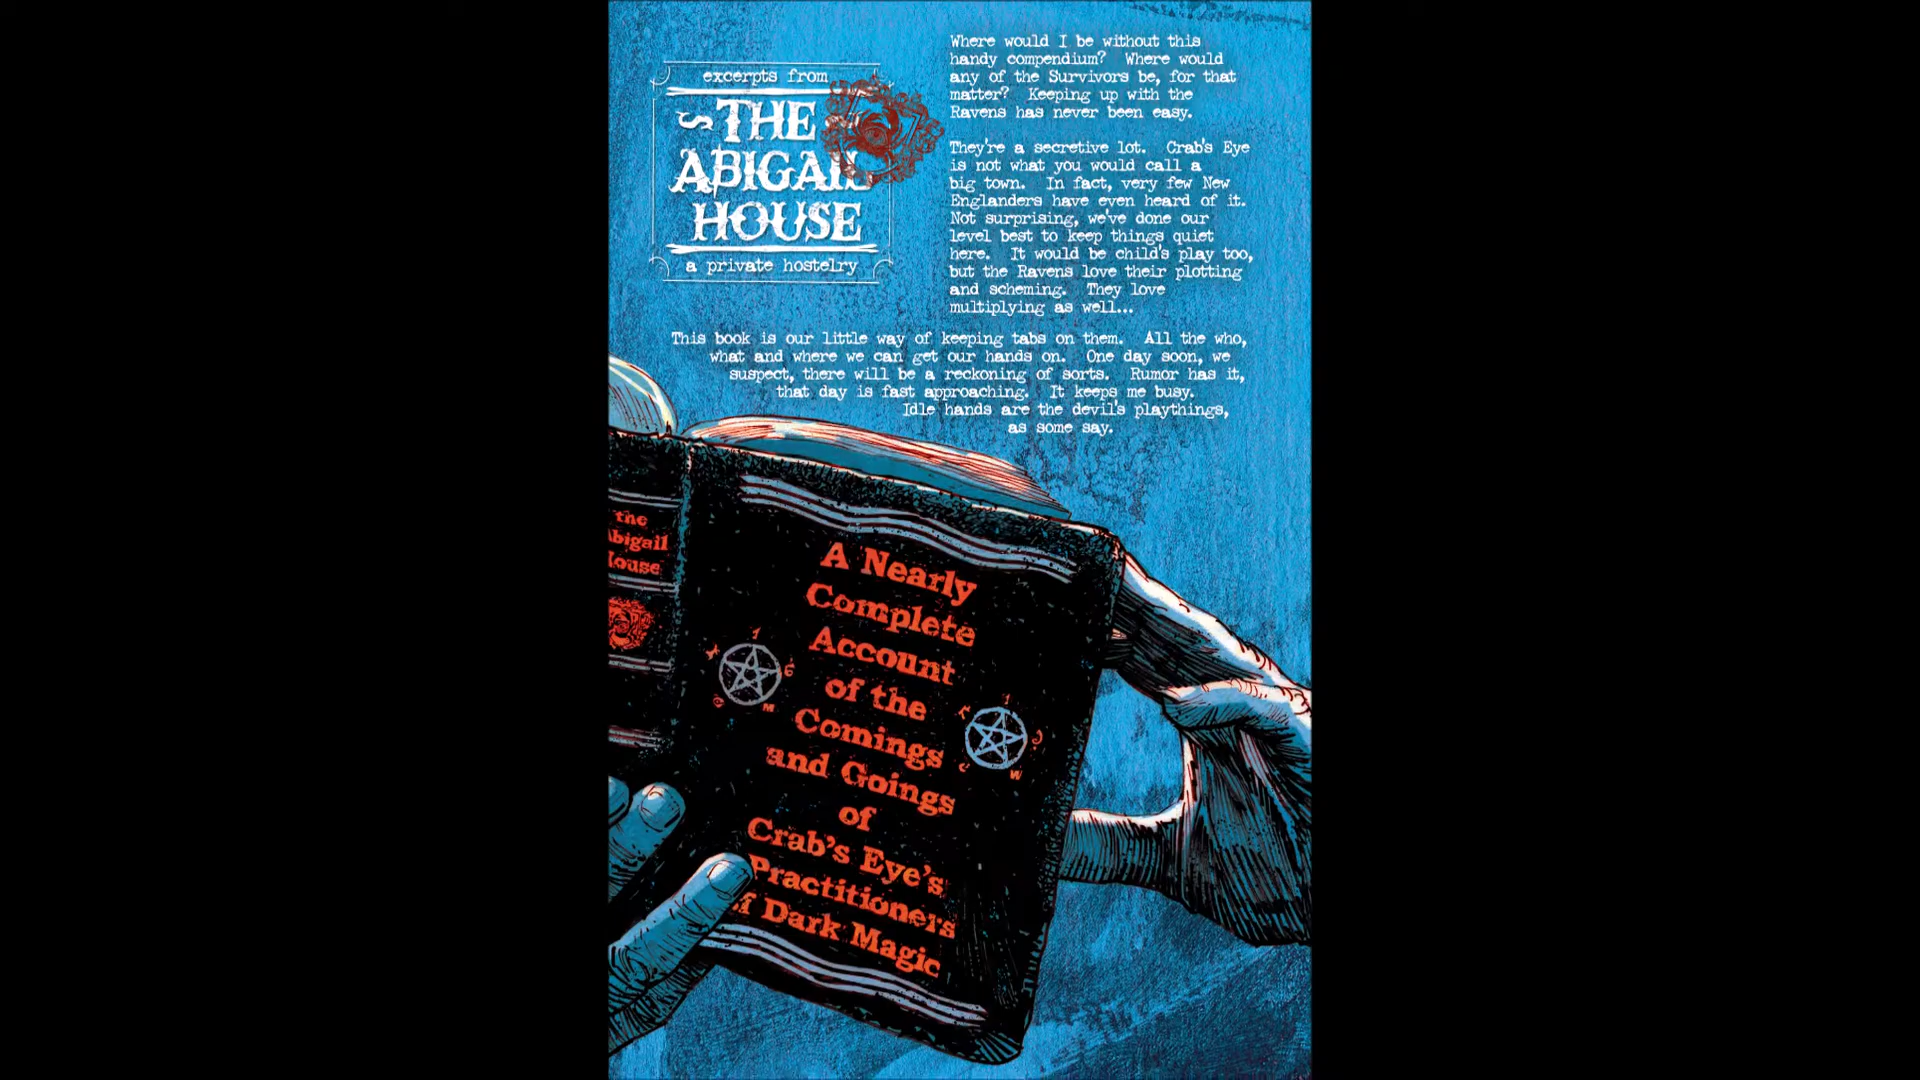 excerpts from
THE
ABIGAIL
HOUSE
a private hostelry
Where would I be without this
handy compendium? Where would
any of the Survivors be, for that
matter? Keeping up with the
Ravens has never been easy.
They're a secretive lot. Crab's Eye
is not what you would call a
big town. In fact, very few New
Englanders have even heard of it.
Not surprising, we've done our
level best to keep things quiet
here. It would be child's play too,
but the Ravens love their plotting
and scheming. They love
multiplying as well...
This book is our little way of keeping tabs on them. All the who,
what and where we can get our hands on. One day soon, we
suspect, there will be a reckoning of sorts. Rumor has it,
that day is fast approaching. It keeps me busy.
Idle hands are the devil's playthings,
as some say.
the
Abigail
House
A Nearly
Complete
Account
of the
Comings
and Goings
of
Crab's Eye's
Practitioners
of Dark Magic